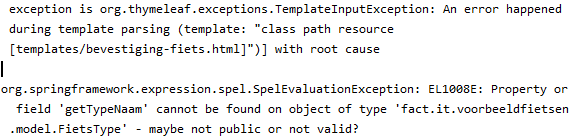 exception is org.thymeleaf.exceptions.TemplateInputException: An error happened
during template parsing (template: "class path resource
[templates/bevestiging-fiets.html]")] with root cause
org.springframework.expression.spel.SpelEvaluationException: EL1008E: Property or
field 'getTypeNaam' cannot be found on object of type 'fact.it.voorbeeldfietsen
.model.FietsType' - maybe not public or not valid?